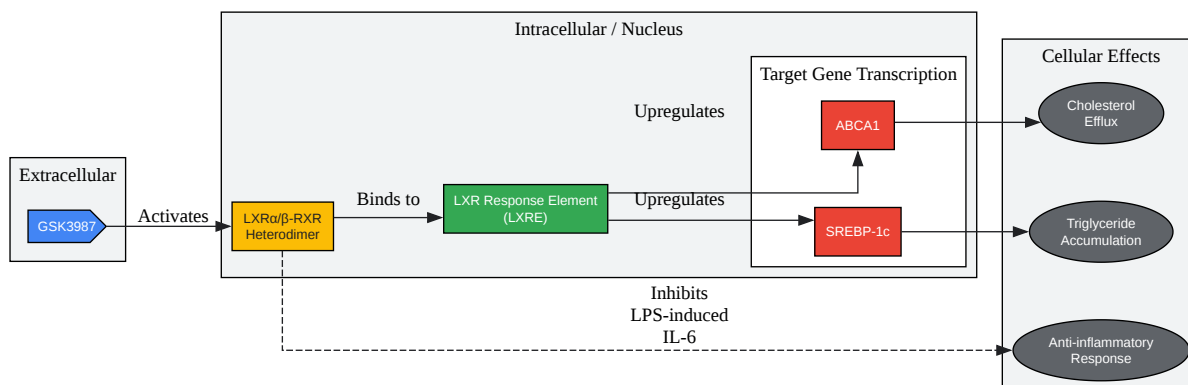 Intracellular / Nucleus
Cellular Effects
Target Gene Transcription
Upregulates
ABCA1
Cholesterol
Efflux
Extracellular
GSK3987
Activates
LXRα/β-RXR
Heterodimer
Binds to
LXR Response Element
(LXRE)
Upregulates
SREBP-1c
Triglyceride
Accumulation
Inhibits
LPS-induced
IL-6
Anti-inflammatory
Response